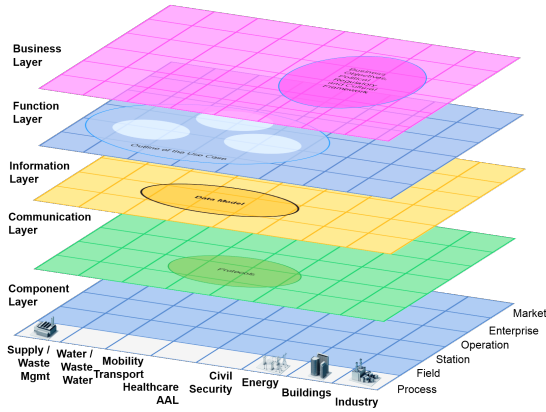 Business
Layer
Function
Layer
Information
Layer
Communication
Layer
Component
Layer
Outline of the Use Case
Data Model
Protocols
Market
Enterprise
Operation
Station
Field
Process
Supply /
Waste
Mgmt
Water /
Waste
Water
Mobility
Transport
Healthcare
AAL
Civil
Security
Energy
Buildings
Industry